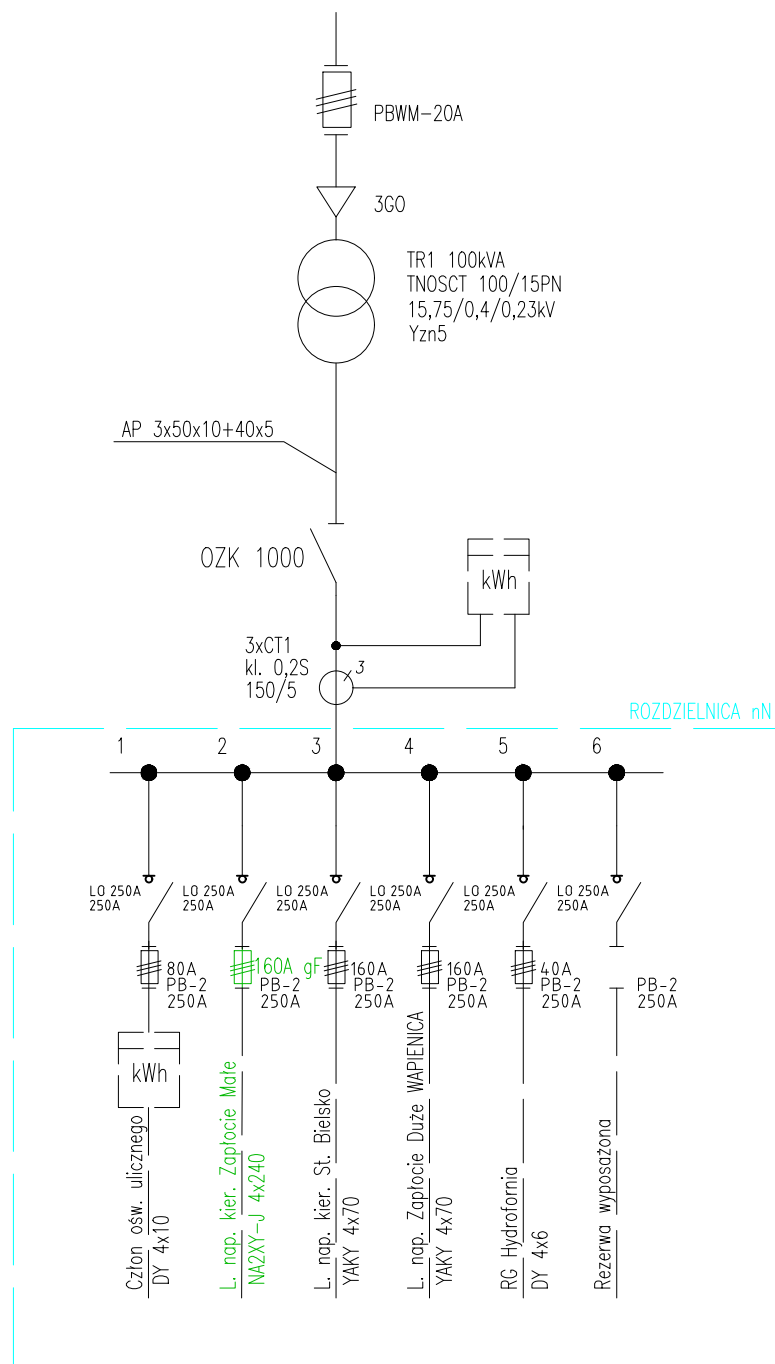 PBWM-20A
3GO
TR1 100kVA
TNOSCT 100/15PN
15,75/0,4/0,23kV
Yzn5
AP 3x50x10+40x5
OZK 1000
kWh
3xCT1
kl. 0,2S
150/5
3
ROZDZIELNICA nN
1 2 3 4 5 6
LO 250A
250A
LO 250A
250A
LO 250A
250A
LO 250A
250A
LO 250A
250A
LO 250A
250A
80A
PB-2
250A
160A gF
PB-2
250A
160A
PB-2
250A
160A
PB-2
250A
40A
PB-2
250A
PB-2
250A
kWh
Człon ośw. ulicznego
DY 4x10
L. nap. kier. Zapłocie Małe
NA2XY-J 4x240
L. nap. kier. St. Bielsko
YAKY 4x70
L. nap. Zapłocie Duże WAPIENICA
YAKY 4x70
RG Hydrofornia
DY 4x6
Rezerwa wyposażona